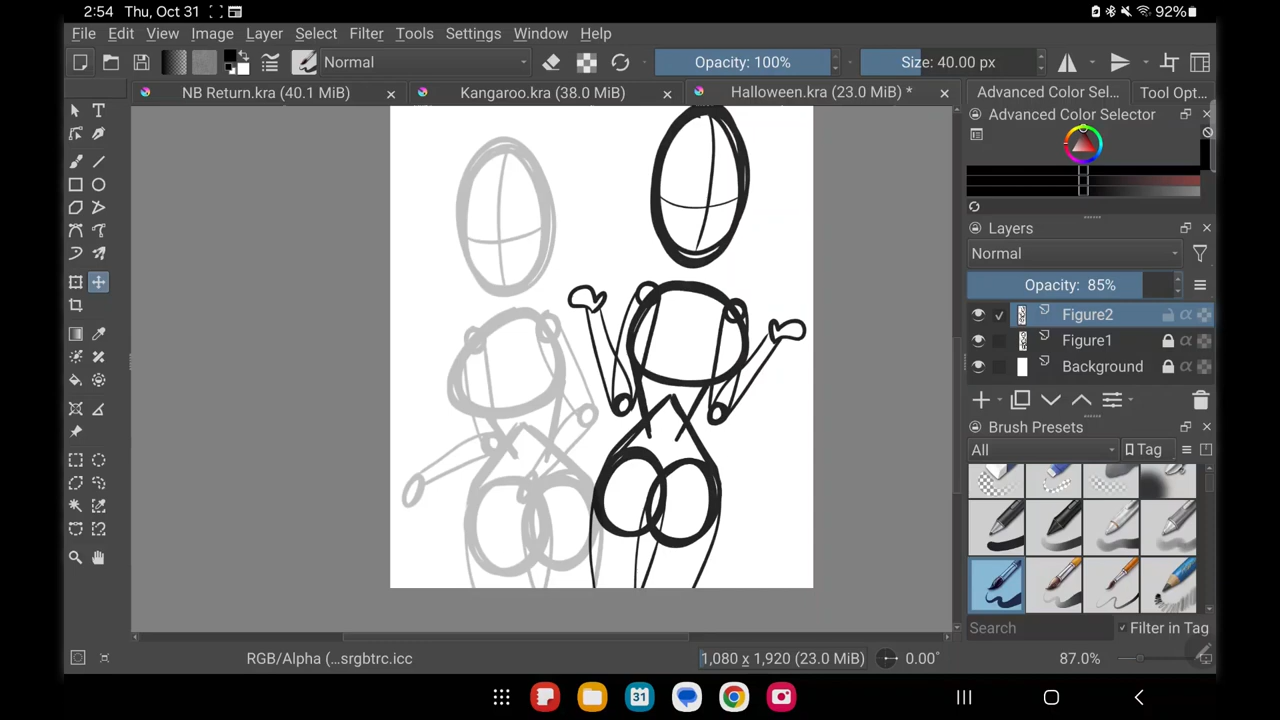 2:54 Thu, Oct 31 92%
File Edit View Image Layer Select Filter Tools Settings Window Help
Normal Opacity: 100% Size: 40.00 px
NB Return.kra (40.1 MiB) Kangaroo.kra (38.0 MiB) Halloween.kra (23.0 MiB) * Advanced Color Sel... Tool Opt...
Advanced Color Selector
Layers
Normal
Opacity: 85%
Figure2
Figure1
Background
Brush Presets
All Tag
Search Filter in Tag
RGB/Alpha (...srgbtrc.icc 1,080 x 1,920 (23.0 MiB) 0.00° 87.0%
31